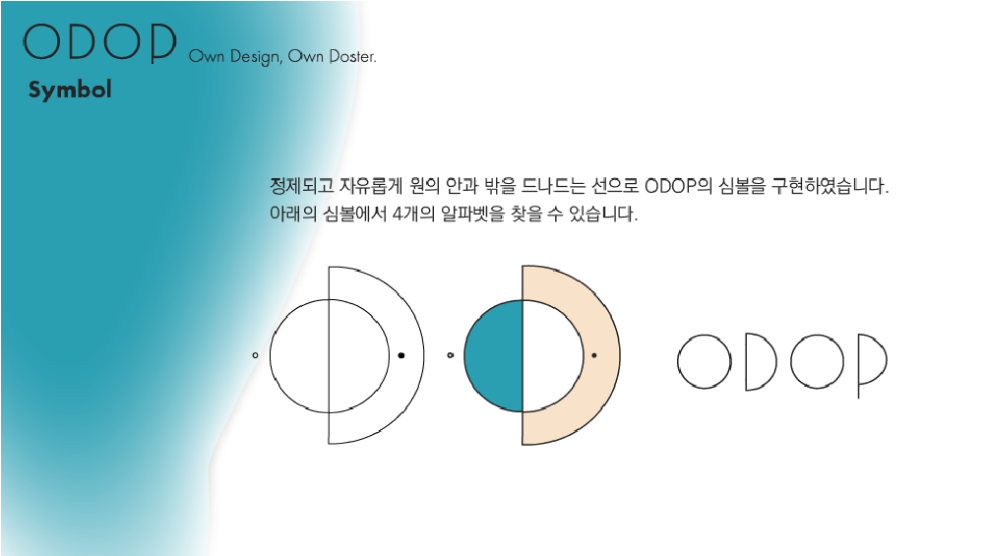 ODOP Own Design, Own Poster.
Symbol
정제되고 자유롭게 원의 안과 밖을 드나드는 선으로 ODOP의 심볼을 구현하였습니다.
아래의 심볼에서 4개의 알파벳을 찾을 수 있습니다.
ODOP